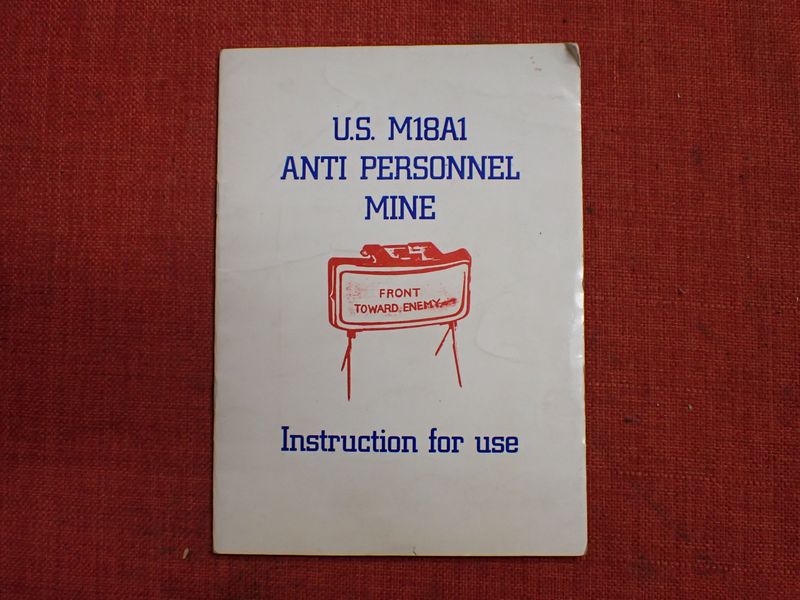 U.S. M18A1
ANTI PERSONNEL
MINE
FRONT
TOWARD ENEMY
Instruction for use